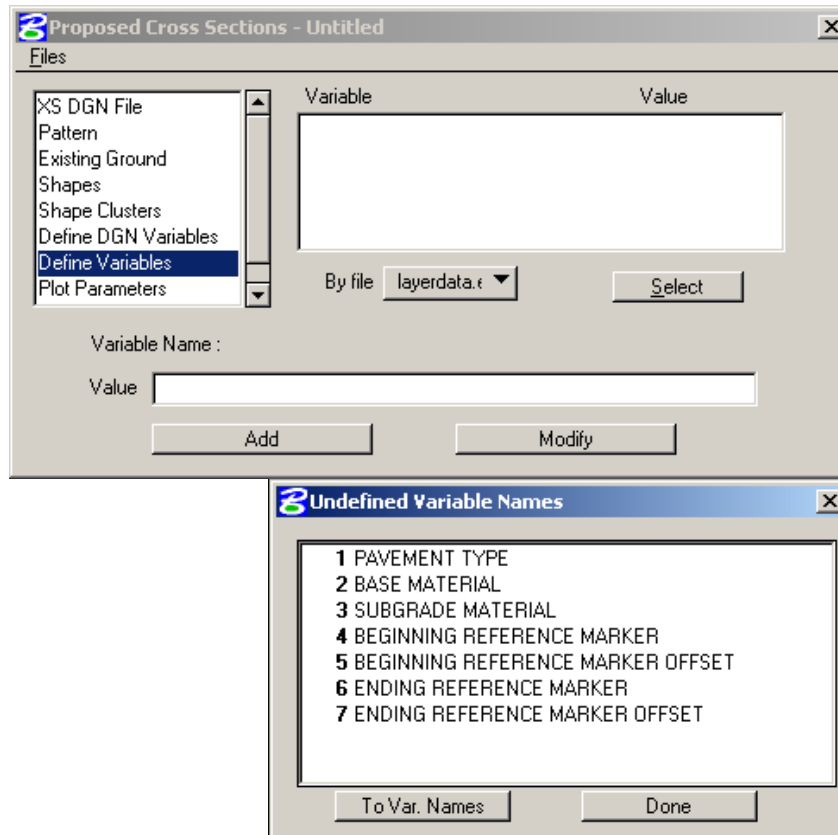 Proposed Cross Sections - Untitled
Files
XS DGN File
Pattern
Existing Ground
Shapes
Shape Clusters
Define DGN Variables
Define Variables
Plot Parameters
Variable Value
By file layerdata.e Select
Variable Name :
Value
Add Modify
Undefined Variable Names
1 PAVEMENT TYPE
2 BASE MATERIAL
3 SUBGRADE MATERIAL
4 BEGINNING REFERENCE MARKER
5 BEGINNING REFERENCE MARKER OFFSET
6 ENDING REFERENCE MARKER
7 ENDING REFERENCE MARKER OFFSET
To Var. Names Done